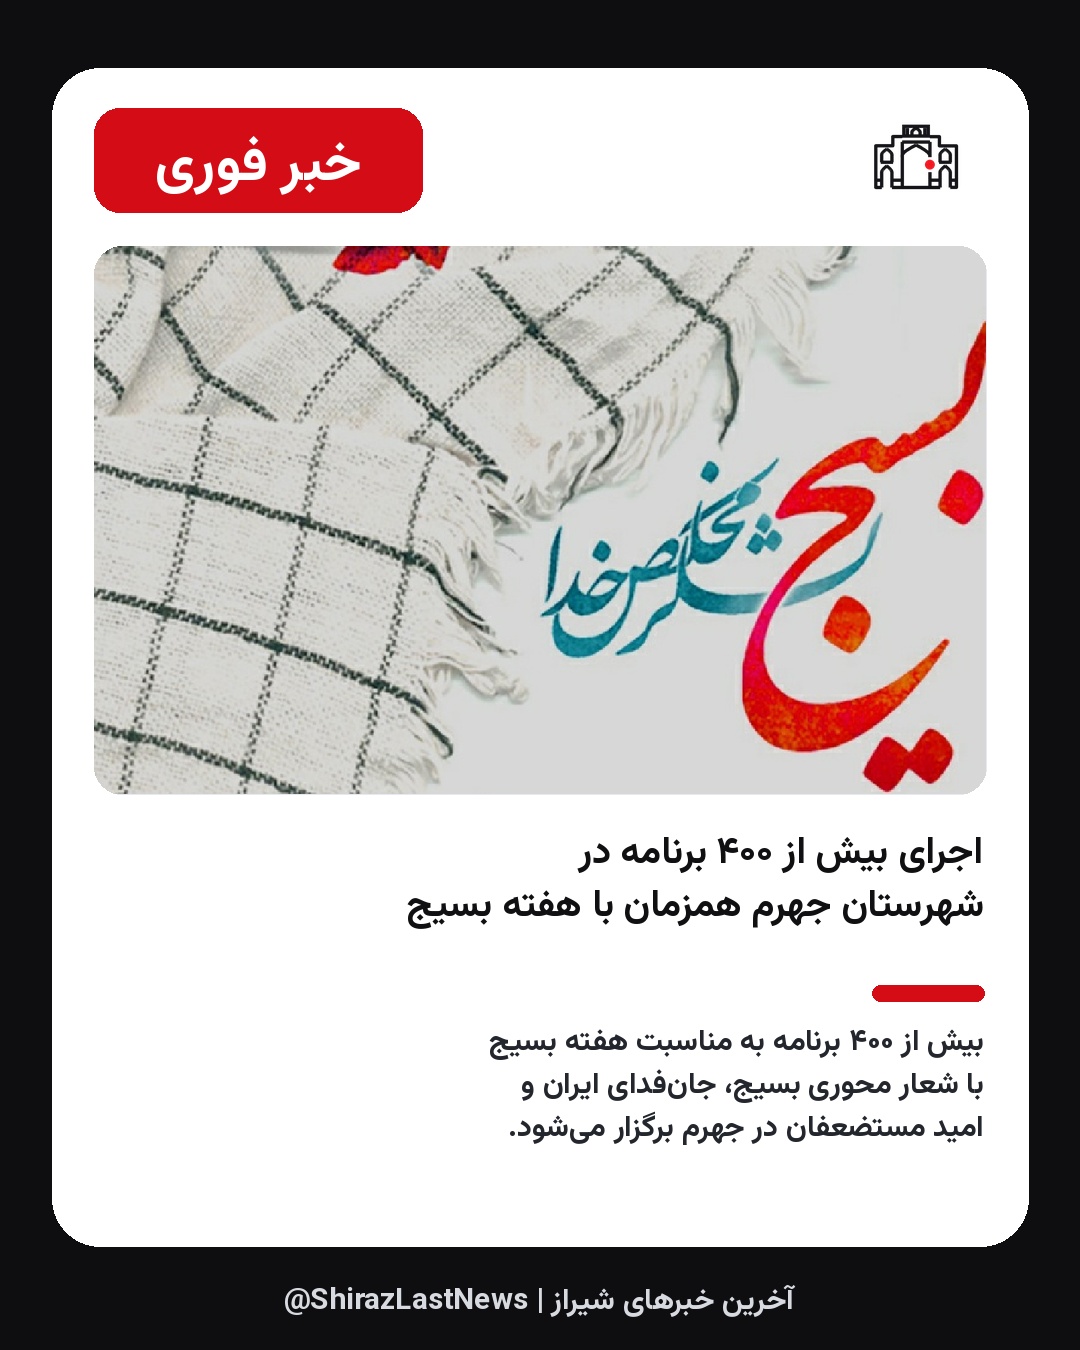 خبر فوری
بسیج
لشکر مخلص خدا
اجرای بیش از ۴۰۰ برنامه در
شهرستان جهرم همزمان با هفته بسیج
بیش از ۴۰۰ برنامه به مناسبت هفته بسیج
با شعار محوری بسیج، جان‌فدای ایران و
امید مستضعفان در جهرم برگزار می‌شود.
آخرین خبرهای شیراز | @ShirazLastNews